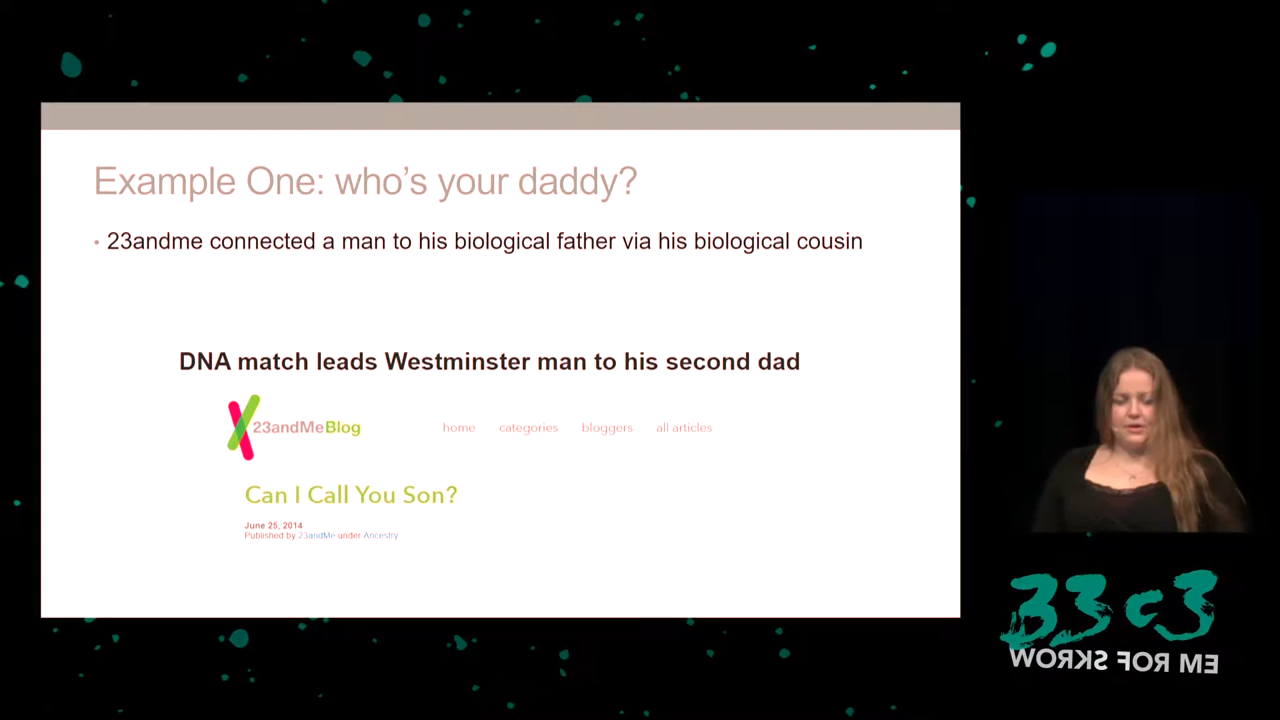 Example One: who's your daddy?
• 23andme connected a man to his biological father via his biological cousin
DNA match leads Westminster man to his second dad
23andMeBlog home categories bloggers all articles
Can I Call You Son?
June 25, 2014
Published by 23andMe under Ancestry
33c3
WORKS FOR ME